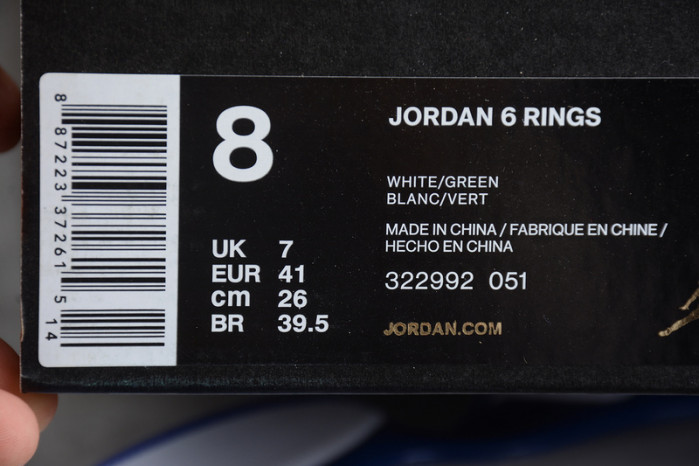 8 87223 37261 5 14
8
UK 7
EUR 41
cm 26
BR 39.5
JORDAN 6 RINGS
WHITE/GREEN
BLANC/VERT
MADE IN CHINA / FABRIQUE EN CHINE /
HECHO EN CHINA
322992 051
JORDAN.COM